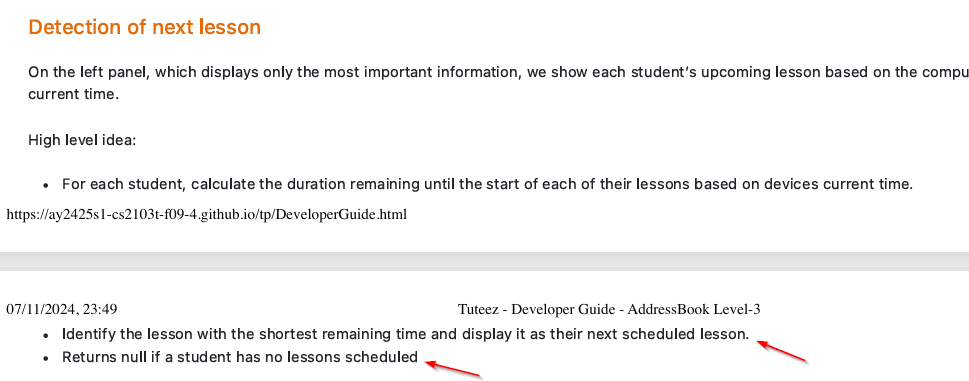 Detection of next lesson
On the left panel, which displays only the most important information, we show each student's upcoming lesson based on the
current time.
High level idea:
• For each student, calculate the duration remaining until the start of each of their lessons based on devices current time.
https://ay2425s1-cs2103t-f09-4.github.io/tp/DeveloperGuide.html
07/11/2024, 23:49 Tuteez - Developer Guide - AddressBook Level-3
• Identify the lesson with the shortest remaining time and display it as their next scheduled lesson.
• Returns null if a student has no lessons scheduled